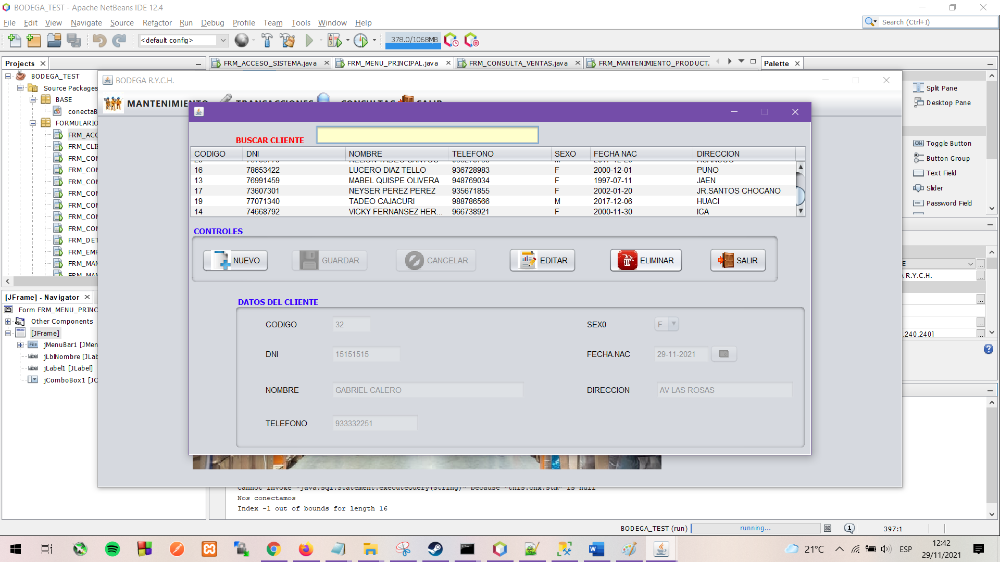 BODEGA_TEST - Apache NetBeans IDE 12.4
File Edit View Navigate Source Refactor Run Debug Profile Team Tools Window Help
Search (Ctrl+I)
<default config>
378.0/1068MB
Projects
FRM_ACCESO_SISTEMA.java
FRM_MENU_PRINCIPAL.java
FRM_CONSULTA_VENTAS.java
FRM_MANTENIMIENTO_PRODUCT.
Palette
BODEGA_TEST
Source Packages
BASE
conectaB
FORMULARIO
FRM_ACC
FRM_CLIE
FRM_COM
FRM_CON
FRM_CON
FRM_CON
FRM_CON
FRM_CON
FRM_CON
FRM_DET
FRM_EMP
FRM_MAN
FRM_MAN
BODEGA R.Y.C.H.
MANTENIMIENTO TRANSACCIONES CONSULTAS SALIR
BUSCAR CLIENTE
CODIGO DNI NOMBRE TELEFONO SEXO FECHA NAC DIRECCION
16 78653422 LUCERO DIAZ TELLO 936728983 F 2000-12-01 PUNO
13 76991459 MABEL QUISPE OLIVERA 948769034 F 1997-07-11 JAEN
17 73607301 NEYSER PEREZ PEREZ 935671855 F 2002-01-20 JR.SANTOS CHOCANO
19 77071340 TADEO CAJACURI 988786566 M 2017-12-06 HUACI
14 74668792 VICKY FERNANSEZ HER... 966738921 F 2000-11-30 ICA
CONTROLES
NUEVO GUARDAR CANCELAR EDITAR ELIMINAR SALIR
DATOS DEL CLIENTE
CODIGO 32
SEX0 F
DNI 15151515
FECHA.NAC 29-11-2021
NOMBRE GABRIEL CALERO
DIRECCION AV LAS ROSAS
TELEFONO 933332251
Split Pane
Desktop Pane
Toggle Button
Button Group
Text Field
Slider
Password Field
E
R.Y.C.H.
,240,240]
[JFrame] - Navigator
Form FRM_MENU_PRINC
Other Components
[JFrame]
jMenuBar1 [JMen
jLblNombre [JLab
jLabel1 [JLabel]
jComboBox1 [JC
Cannot invoke "java.sql.Statement.executeQuery(String)" because "this.cnx.stm" is null
Nos conectamos
Index -1 out of bounds for length 16
BODEGA_TEST (run)
running...
1
397:1
21°C
ESP
12:42
29/11/2021